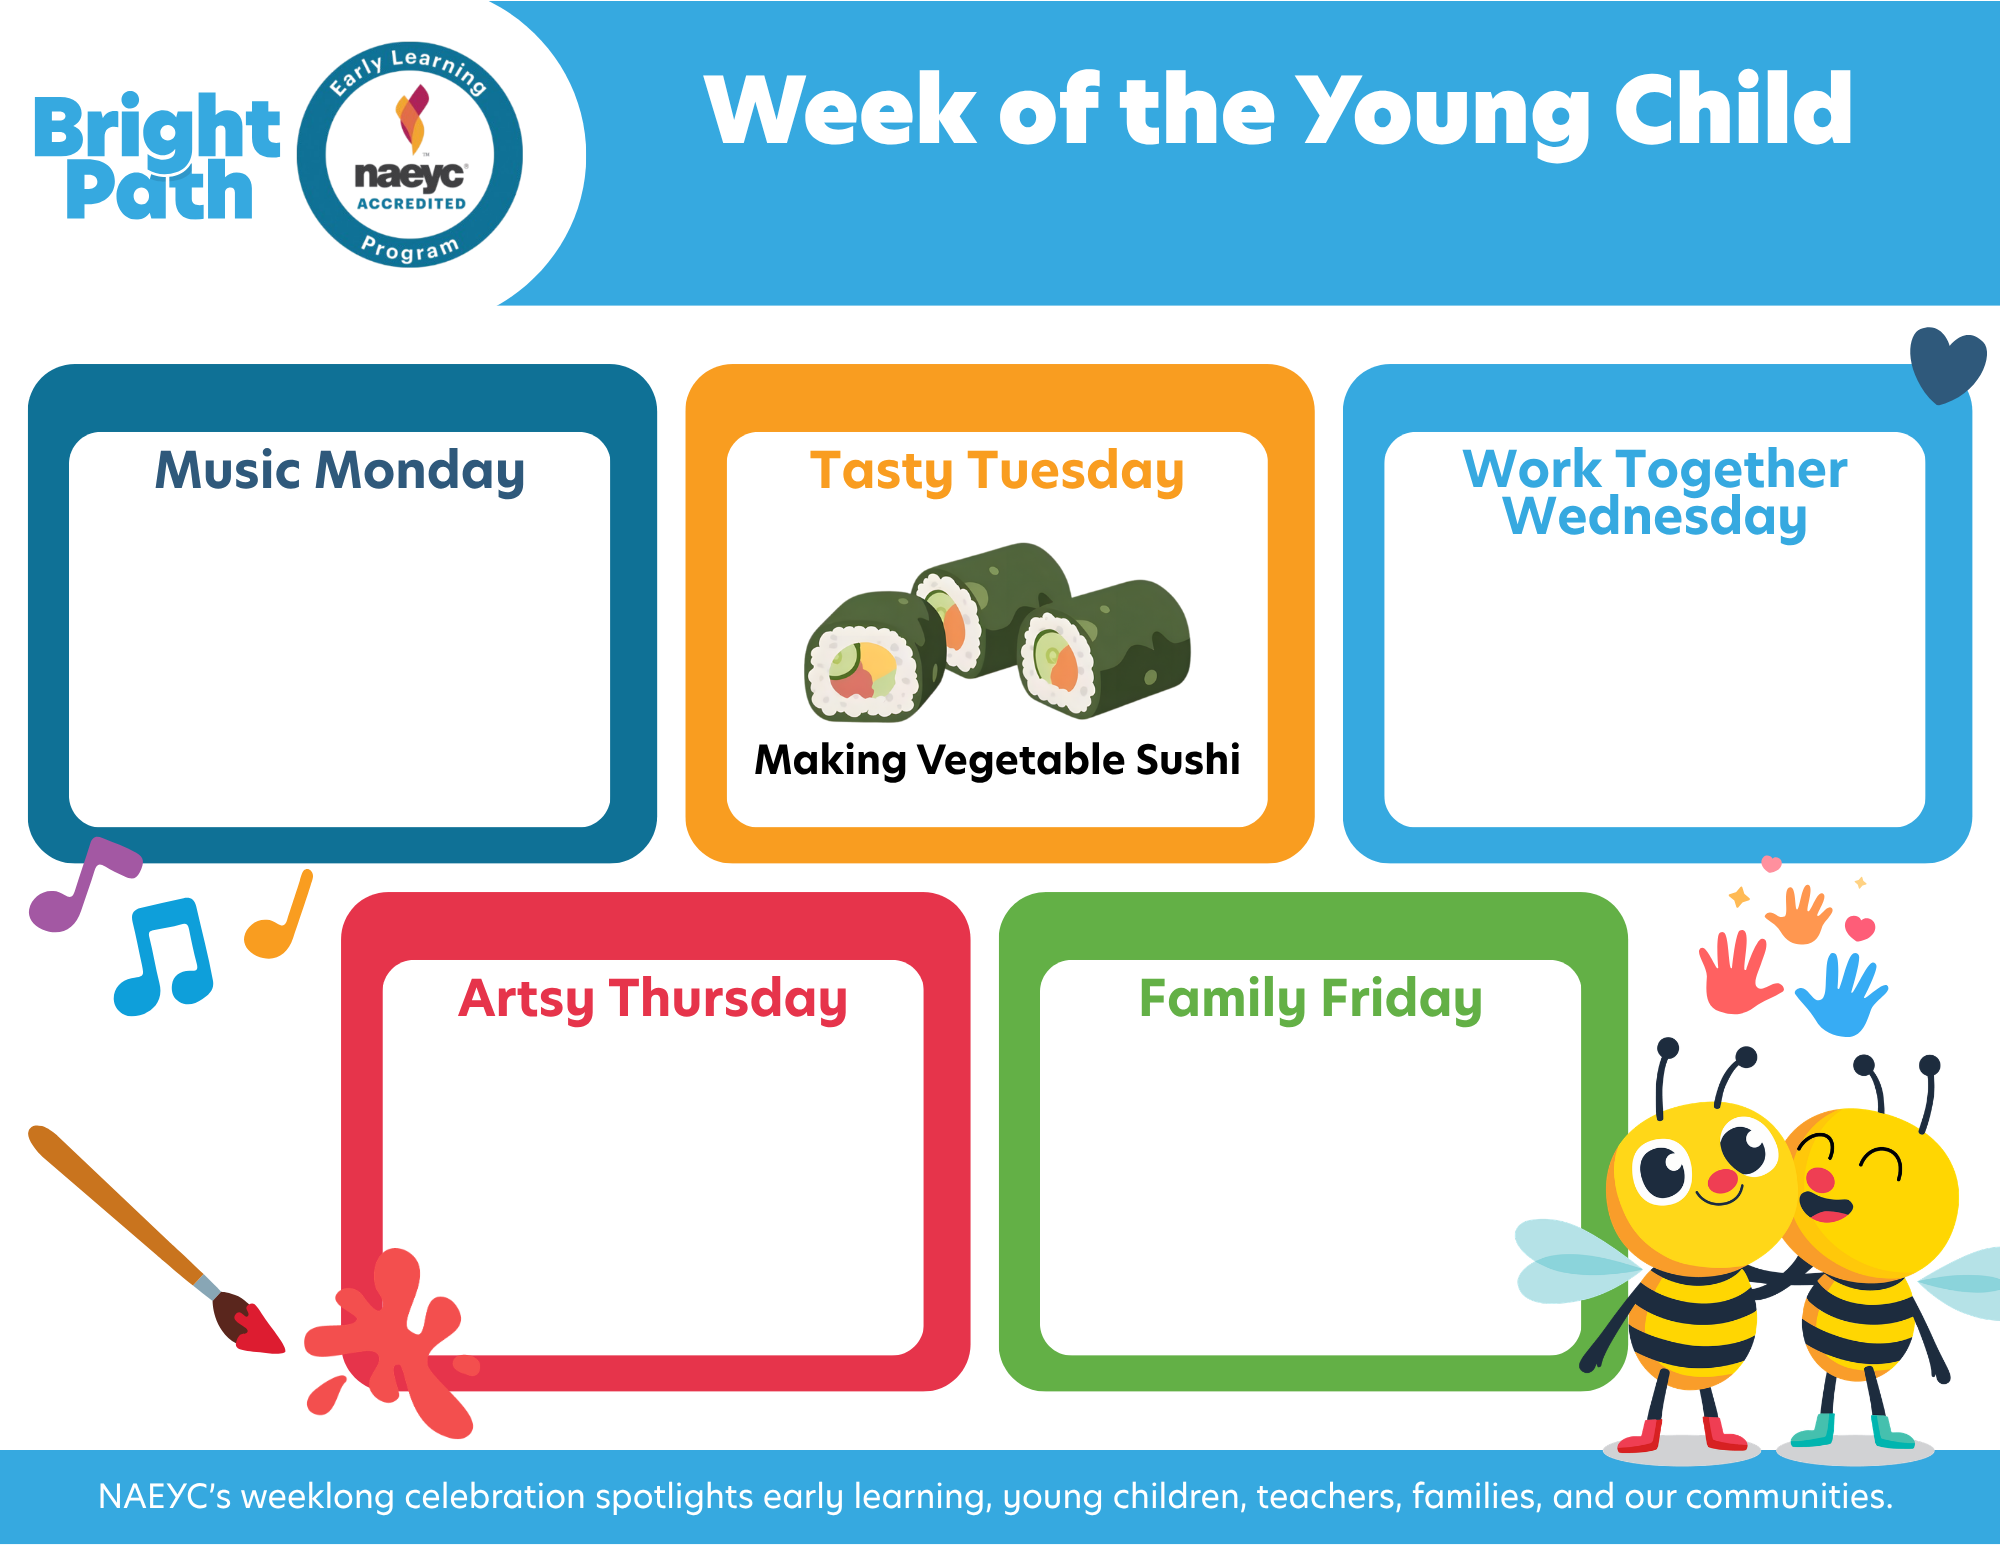 Bright
Path
Early Learning
naeyc®
ACCREDITED
Program
Week of the Young Child
Music Monday
Tasty Tuesday
Making Vegetable Sushi
Work Together
Wednesday
Artsy Thursday
Family Friday
NAEYC's weeklong celebration spotlights early learning, young children, teachers, families, and our communities.